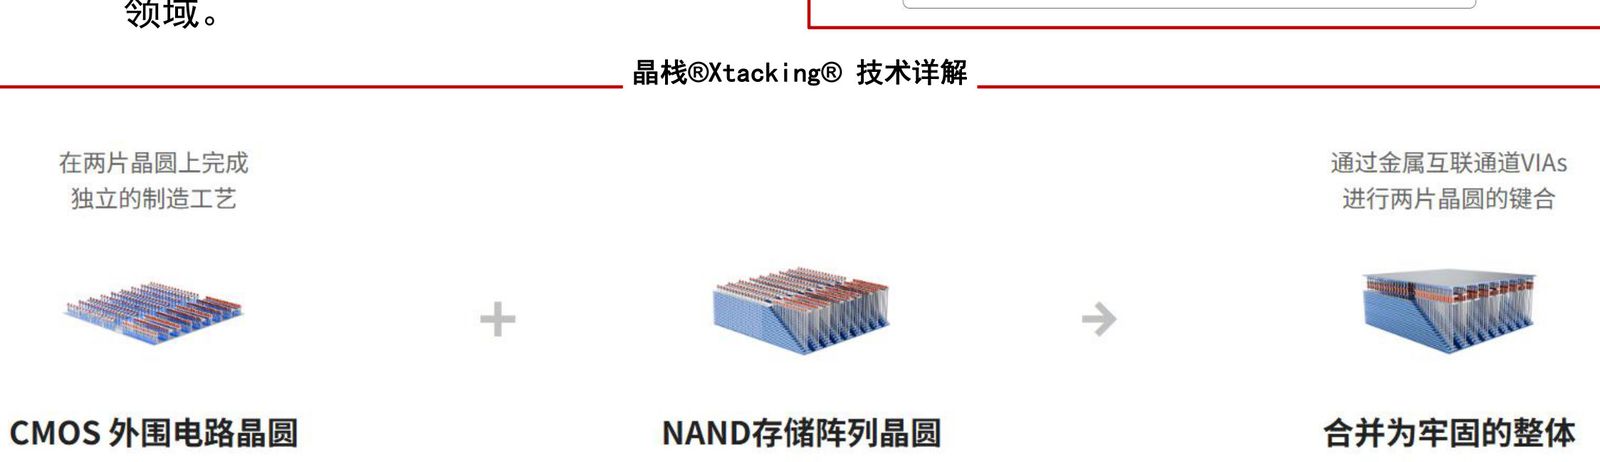 领域。
晶栈®Xtacking® 技术详解
在两片晶圆上完成
独立的制造工艺
通过金属互联通道VIAs
进行两片晶圆的键合
CMOS 外围电路晶圆
NAND存储阵列晶圆
合并为牢固的整体